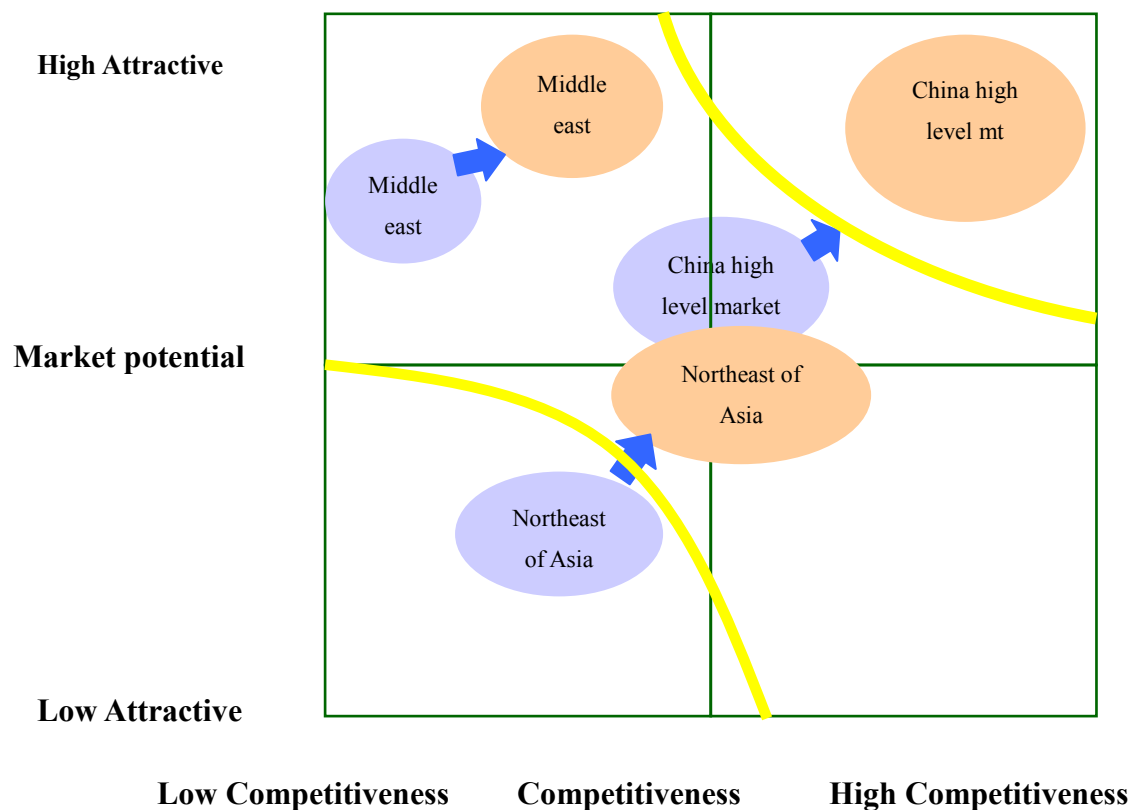 High Attractive
Middle
east
China high
level mt
Middle
east
China high
level market
Market potential
Northeast of
Asia
Northeast
of Asia
Low Attractive
Low Competitiveness
Competitiveness
High Competitiveness